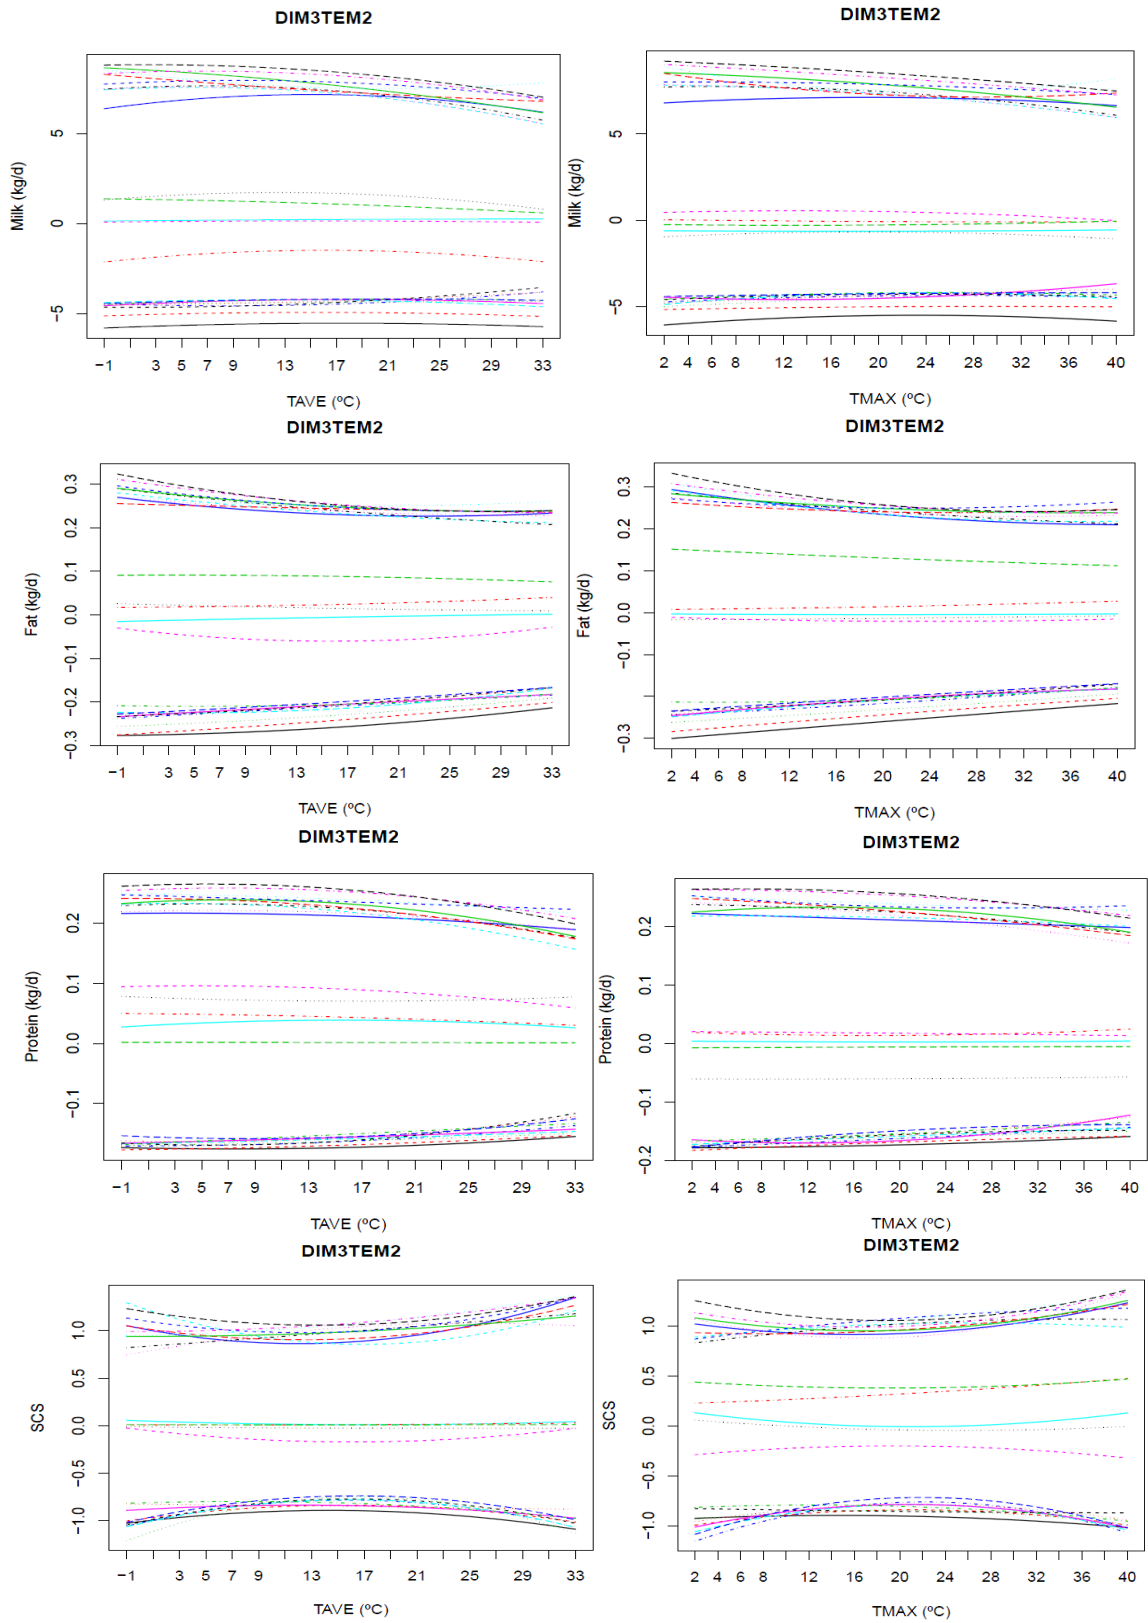 DIM3TEM2
Milk (kg/d)
5
0
−5
−1 3 5 7 9 13 17 21 25 29 33
TAVE (ºC)
DIM3TEM2
Milk (kg/d)
5
0
−5
2 4 6 8 12 16 20 24 28 32 36 40
TMAX (ºC)
DIM3TEM2
Fat (kg/d)
0.3
0.2
0.1
0.0
−0.1
−0.2
−0.3
−1 3 5 7 9 13 17 21 25 29 33
TAVE (ºC)
DIM3TEM2
Fat (kg/d)
0.3
0.2
0.1
0.0
−0.1
−0.3
2 4 6 8 12 16 20 24 28 32 36 40
TMAX (ºC)
DIM3TEM2
Protein (kg/d)
0.2
0.1
0.0
−0.1
−1 3 5 7 9 13 17 21 25 29 33
TAVE (ºC)
DIM3TEM2
Protein (kg/d)
0.2
0.1
0.0
−0.1
−0.2
2 4 6 8 12 16 20 24 28 32 36 40
TMAX (ºC)
DIM3TEM2
SCS
1.0
0.5
0.0
−0.5
−1.0
−1 3 5 7 9 13 17 21 25 29 33
TAVE (ºC)
DIM3TEM2
SCS
1.0
0.5
0.0
−0.5
−1.0
2 4 6 8 12 16 20 24 28 32 36 40
TMAX (ºC)